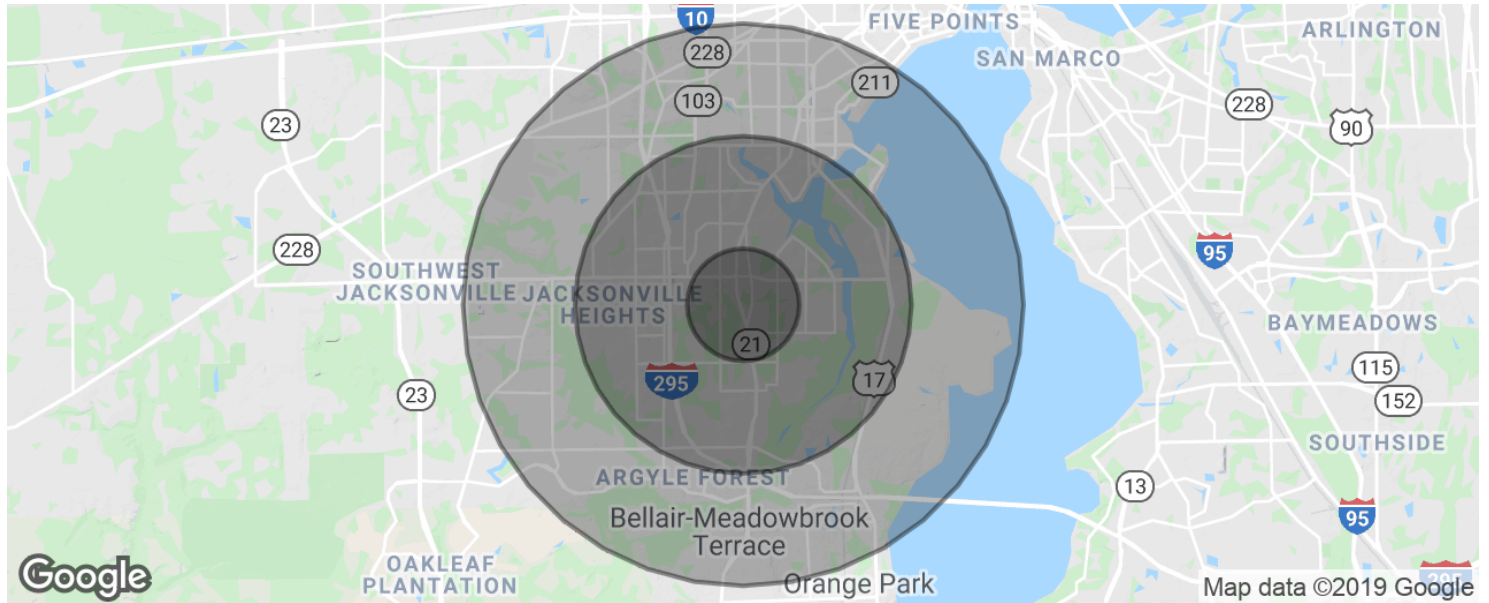 10
FIVE POINTS
ARLINGTON
228
SAN MARCO
211
103
228
23
90
228
95
SOUTHWEST
JACKSONVILLE
JACKSONVILLE
HEIGHTS
BAYMEADOWS
21
295
17
115
23
152
SOUTHSIDE
ARGYLE FOREST
13
Bellair-Meadowbrook
Terrace
95
OAKLEAF
PLANTATION
Orange Park
295
Google
Map data ©2019 Google